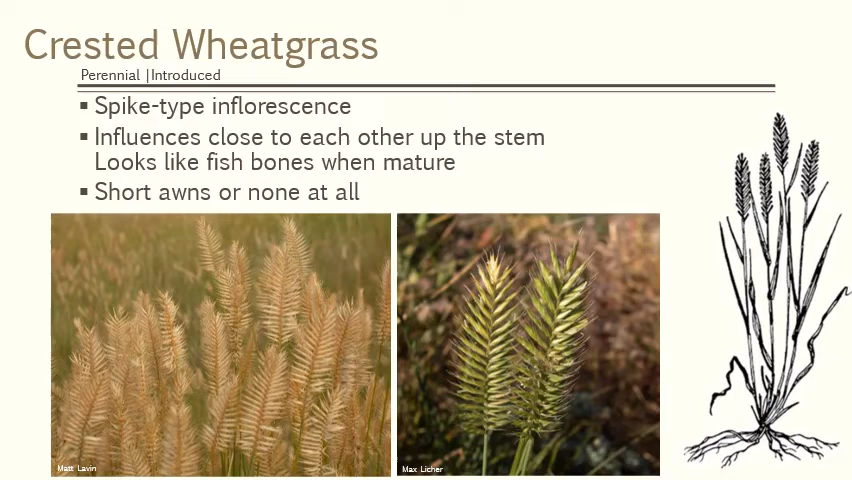 Crested Wheatgrass
Perennial |Introduced
▪ Spike-type inflorescence
▪ Influences close to each other up the stem
Looks like fish bones when mature
▪ Short awns or none at all
Matt Lavin
Max Licher